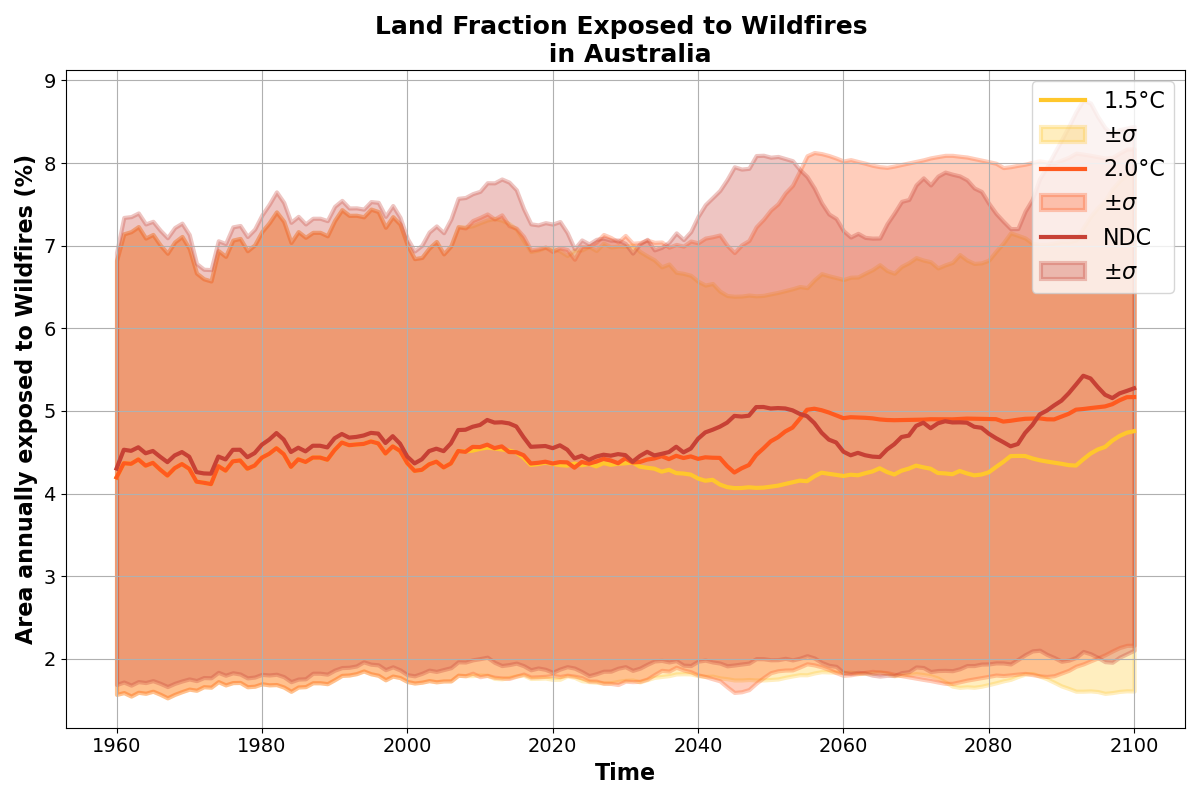 Land Fraction Exposed to Wildfires
in Australia
Area annually exposed to Wildfires (%)
9
8
7
6
5
4
3
2
1.5°C
±σ
2.0°C
±σ
NDC
±σ
1960 1980 2000 2020 2040 2060 2080 2100
Time